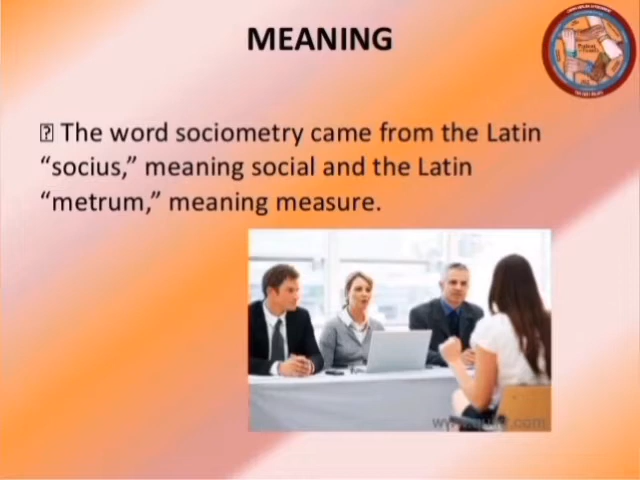 MEANING
The word sociometry came from the Latin
“socius,” meaning social and the Latin
“metrum,” meaning measure.